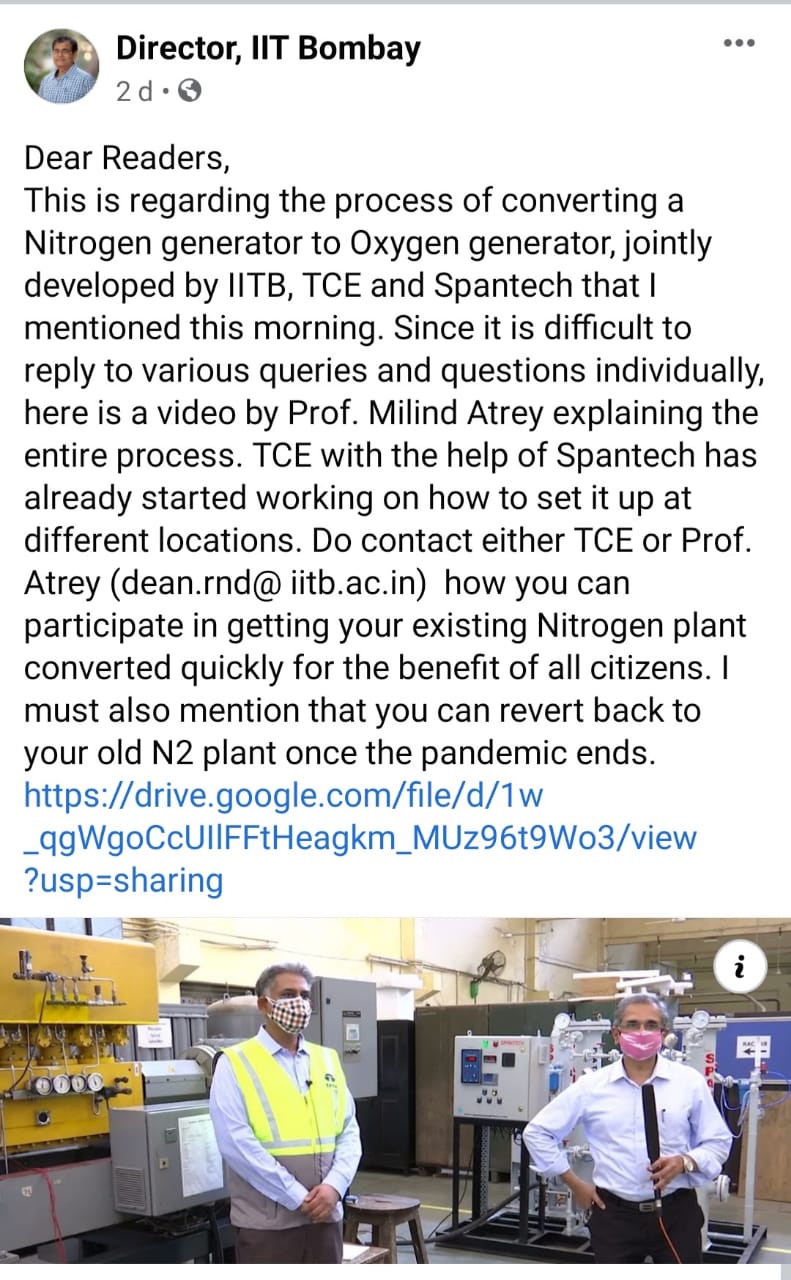 Director, IIT Bombay
2 d
Dear Readers,
This is regarding the process of converting a
Nitrogen generator to Oxygen generator, jointly
developed by IITB, TCE and Spantech that I
mentioned this morning. Since it is difficult to
reply to various queries and questions individually,
here is a video by Prof. Milind Atrey explaining the
entire process. TCE with the help of Spantech has
already started working on how to set it up at
different locations. Do contact either TCE or Prof.
Atrey (dean.rnd@ iitb.ac.in)  how you can
participate in getting your existing Nitrogen plant
converted quickly for the benefit of all citizens. I
must also mention that you can revert back to
your old N2 plant once the pandemic ends.
https://drive.google.com/file/d/1w
_qgWgoCcUIlFFtHeagkm_MUz96t9Wo3/view
?usp=sharing
i
SPANTECH
S
P
A